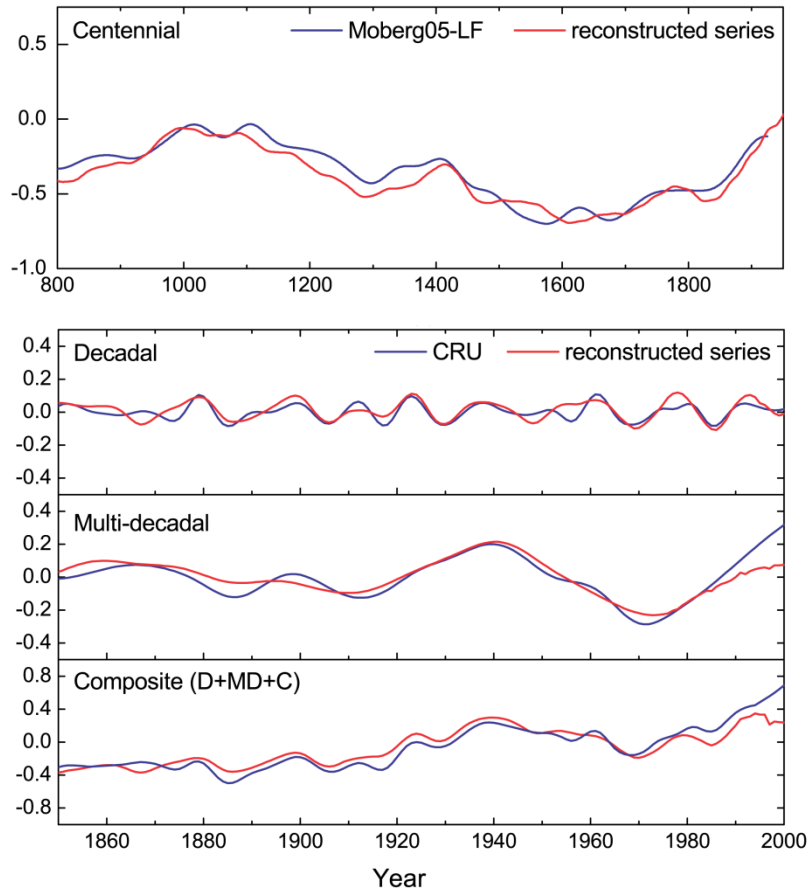 Centennial Moberg05-LF reconstructed series
0.5
0.0
-0.5
-1.0
800 1000 1200 1400 1600 1800
Decadal CRU reconstructed series
0.4
0.2
0.0
-0.2
-0.4
Multi-decadal
0.4
0.2
0.0
-0.2
-0.4
Composite (D+MD+C)
0.8
0.4
0.0
-0.4
-0.8
1860 1880 1900 1920 1940 1960 1980 2000
Year